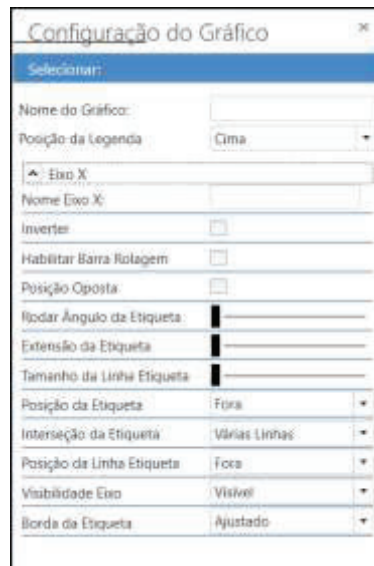 Configuração do Gráfico ×
Selecionar:
Nome do Gráfico:
Posição da Legenda Cima
Eixo X
Nome Eixo X:
Inverter
Habilitar Barra Rolagem
Posição Oposta
Rodar Ângulo da Etiqueta
Extensão da Etiqueta
Tamanho da Linha Etiqueta
Posição da Etiqueta Fora
Interseção da Etiqueta Várias Linhas
Posição da Linha Etiqueta Fora
Visibilidade Eixo Visível
Borda da Etiqueta Ajustado